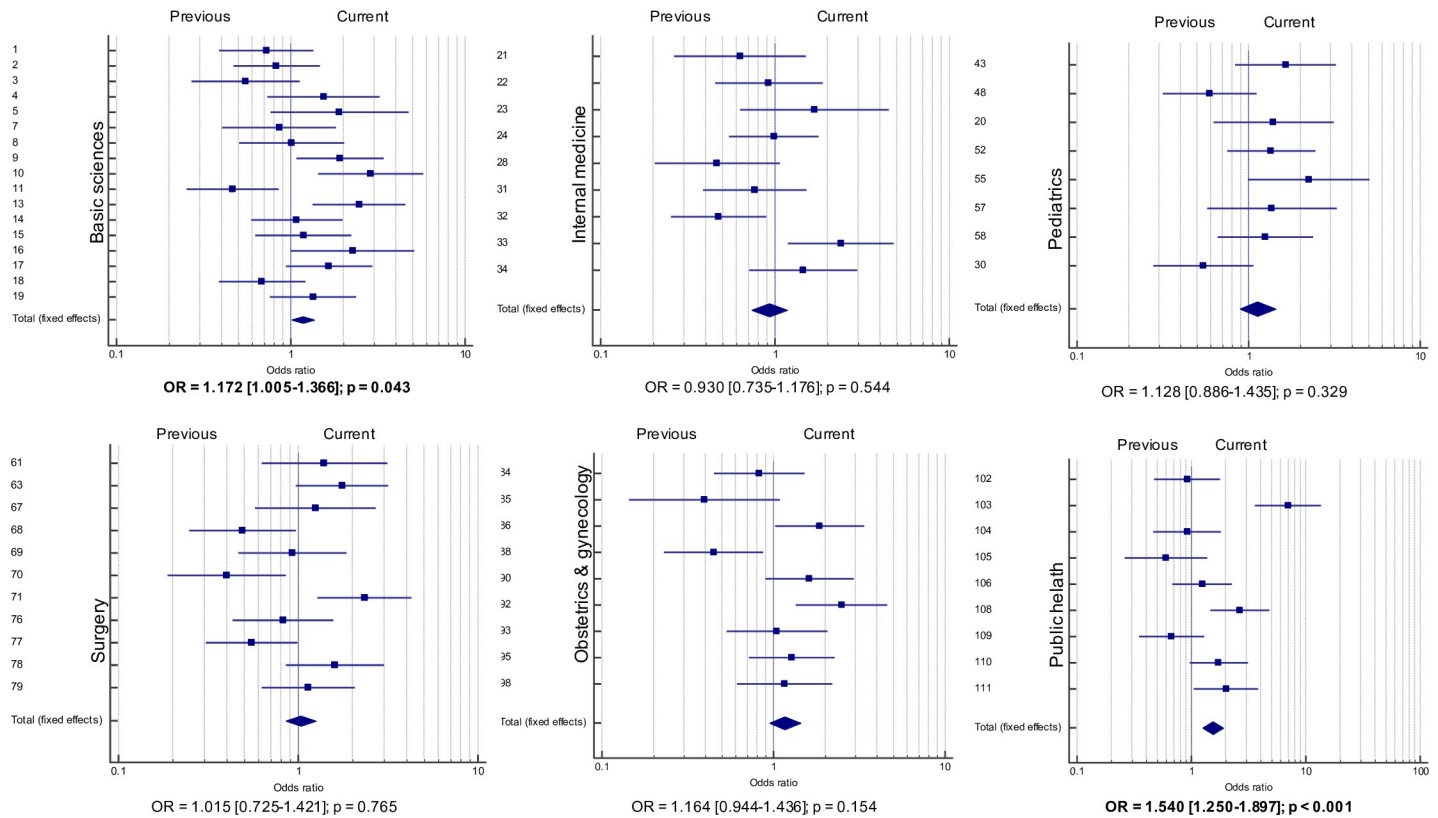 Previous Current
Basic sciences
1
2
3
4
5
7
8
9
10
11
13
14
15
16
17
18
19
Total (fixed effects)
0.1 1 10
Odds ratio
OR = 1.172 [1.005-1.366]; p = 0.043
Previous Current
Internal medicine
21
22
23
24
28
31
32
33
34
Total (fixed effects)
0.1 1 10
Odds ratio
OR = 0.930 [0.735-1.176]; p = 0.544
Previous Current
Pediatrics
43
48
20
52
55
57
58
30
Total (fixed effects)
0.1 1 10
Odds ratio
OR = 1.128 [0.886-1.435]; p = 0.329
Previous Current
Surgery
61
63
67
68
69
70
71
76
77
78
79
Total (fixed effects)
0.1 1 10
Odds ratio
OR = 1.015 [0.725-1.421]; p = 0.765
Previous Current
Obstetrics & gynecology
Total (fixed effects)
0.1 1 10
Odds ratio
OR = 1.164 [0.944-1.436]; p = 0.154
Previous Current
Public helath
102
103
104
105
106
108
109
110
111
Total (fixed effects)
0.1 1 10 100
Odds ratio
OR = 1.540 [1.250-1.897]; p < 0.001